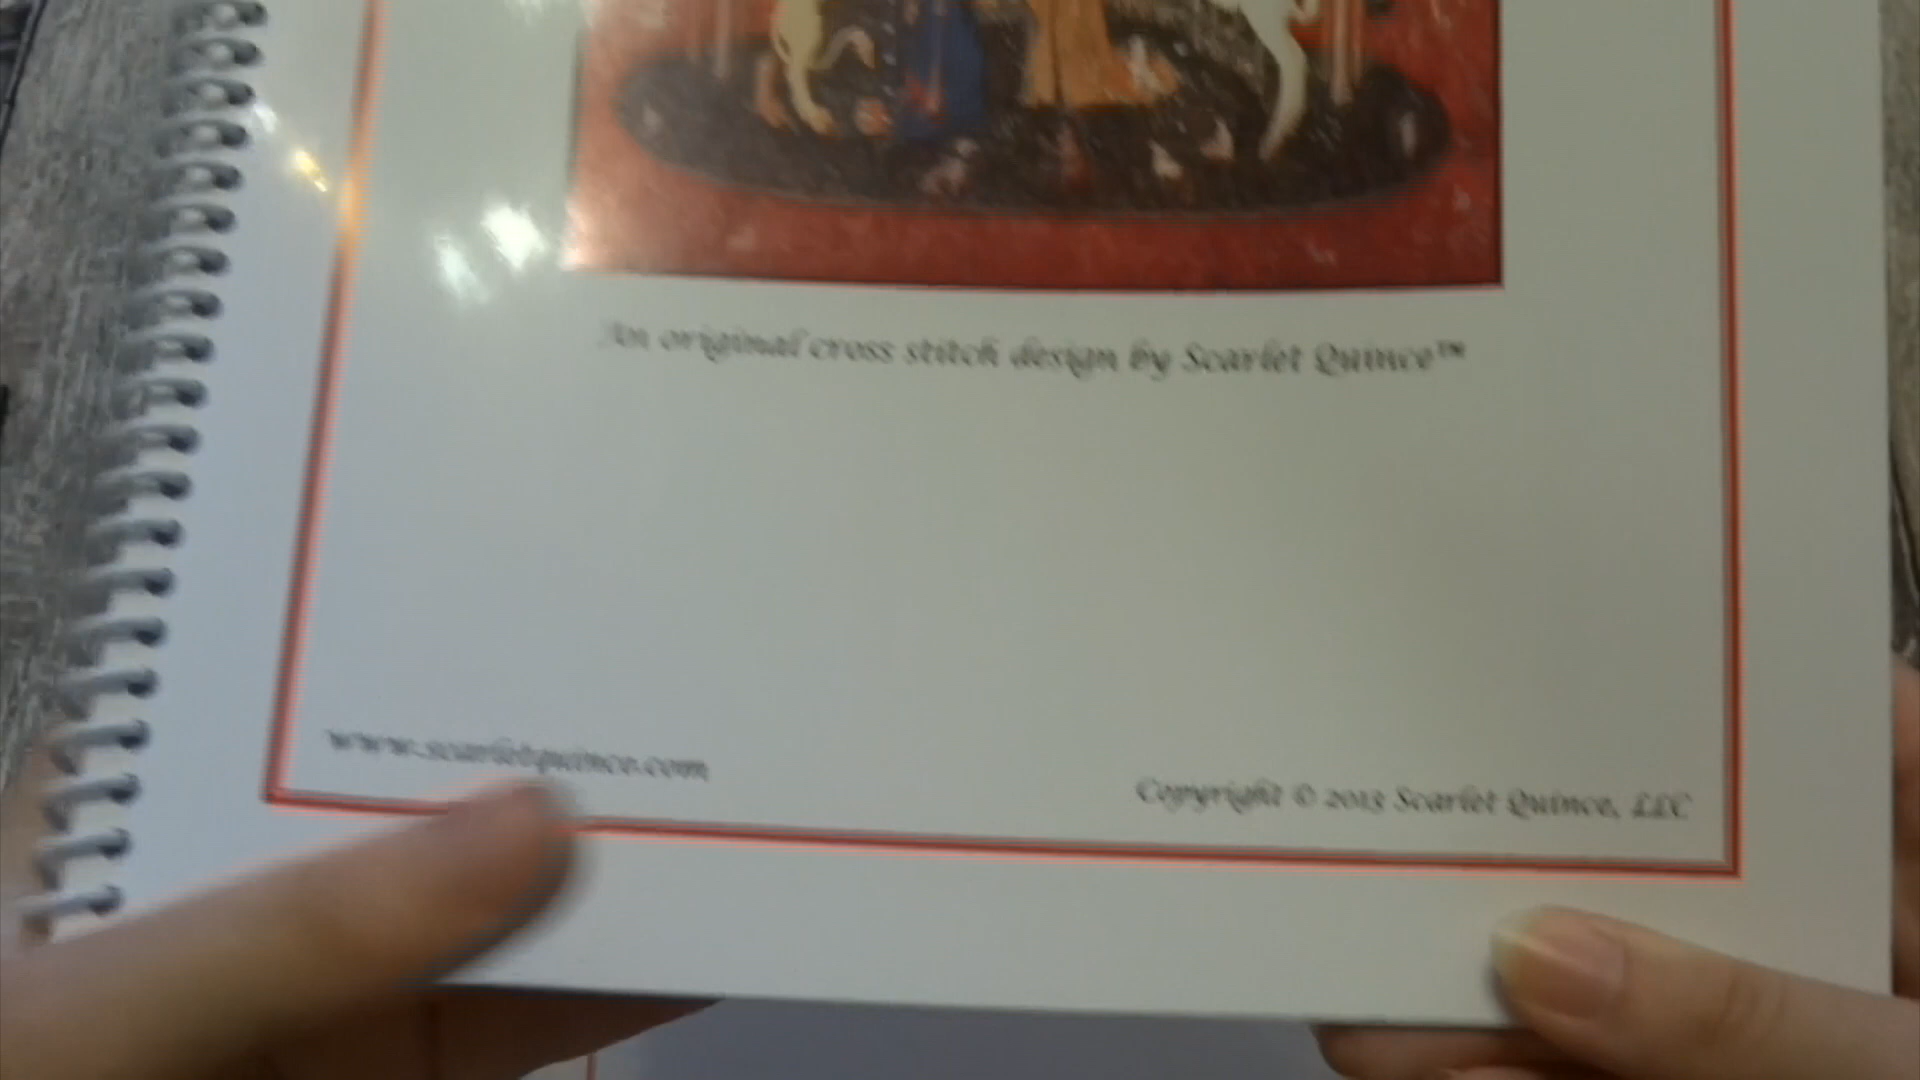 An original cross stitch design by Scarlet Quince™
www.scarletquince.com
Copyright © 2013 Scarlet Quince, LLC